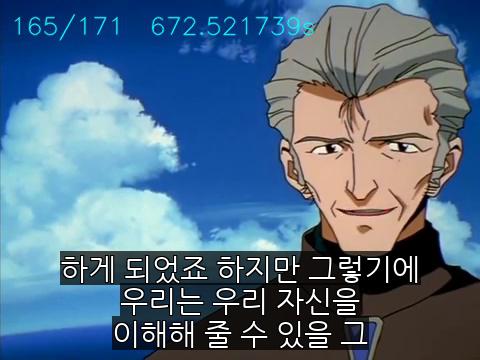 165/171 672.521739s
하게 되었죠 하지만 그렇기에
우리는 우리 자신을
이해해 줄 수 있을 그